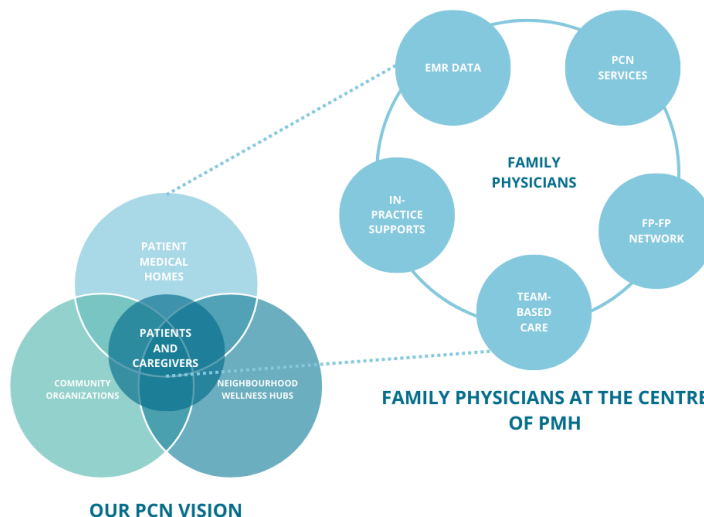 EMR DATA
PCN
SERVICES
FAMILY
PHYSICIANS
IN-
PRACTICE
SUPPORTS
FP-FP
NETWORK
TEAM-
BASED
CARE
FAMILY PHYSICIANS AT THE CENTRE
OF PMH
PATIENT
MEDICAL
HOMES
PATIENTS
AND
CAREGIVERS
COMMUNITY
ORGANIZATIONS
NEIGHBOURHOOD
WELLNESS HUBS
OUR PCN VISION